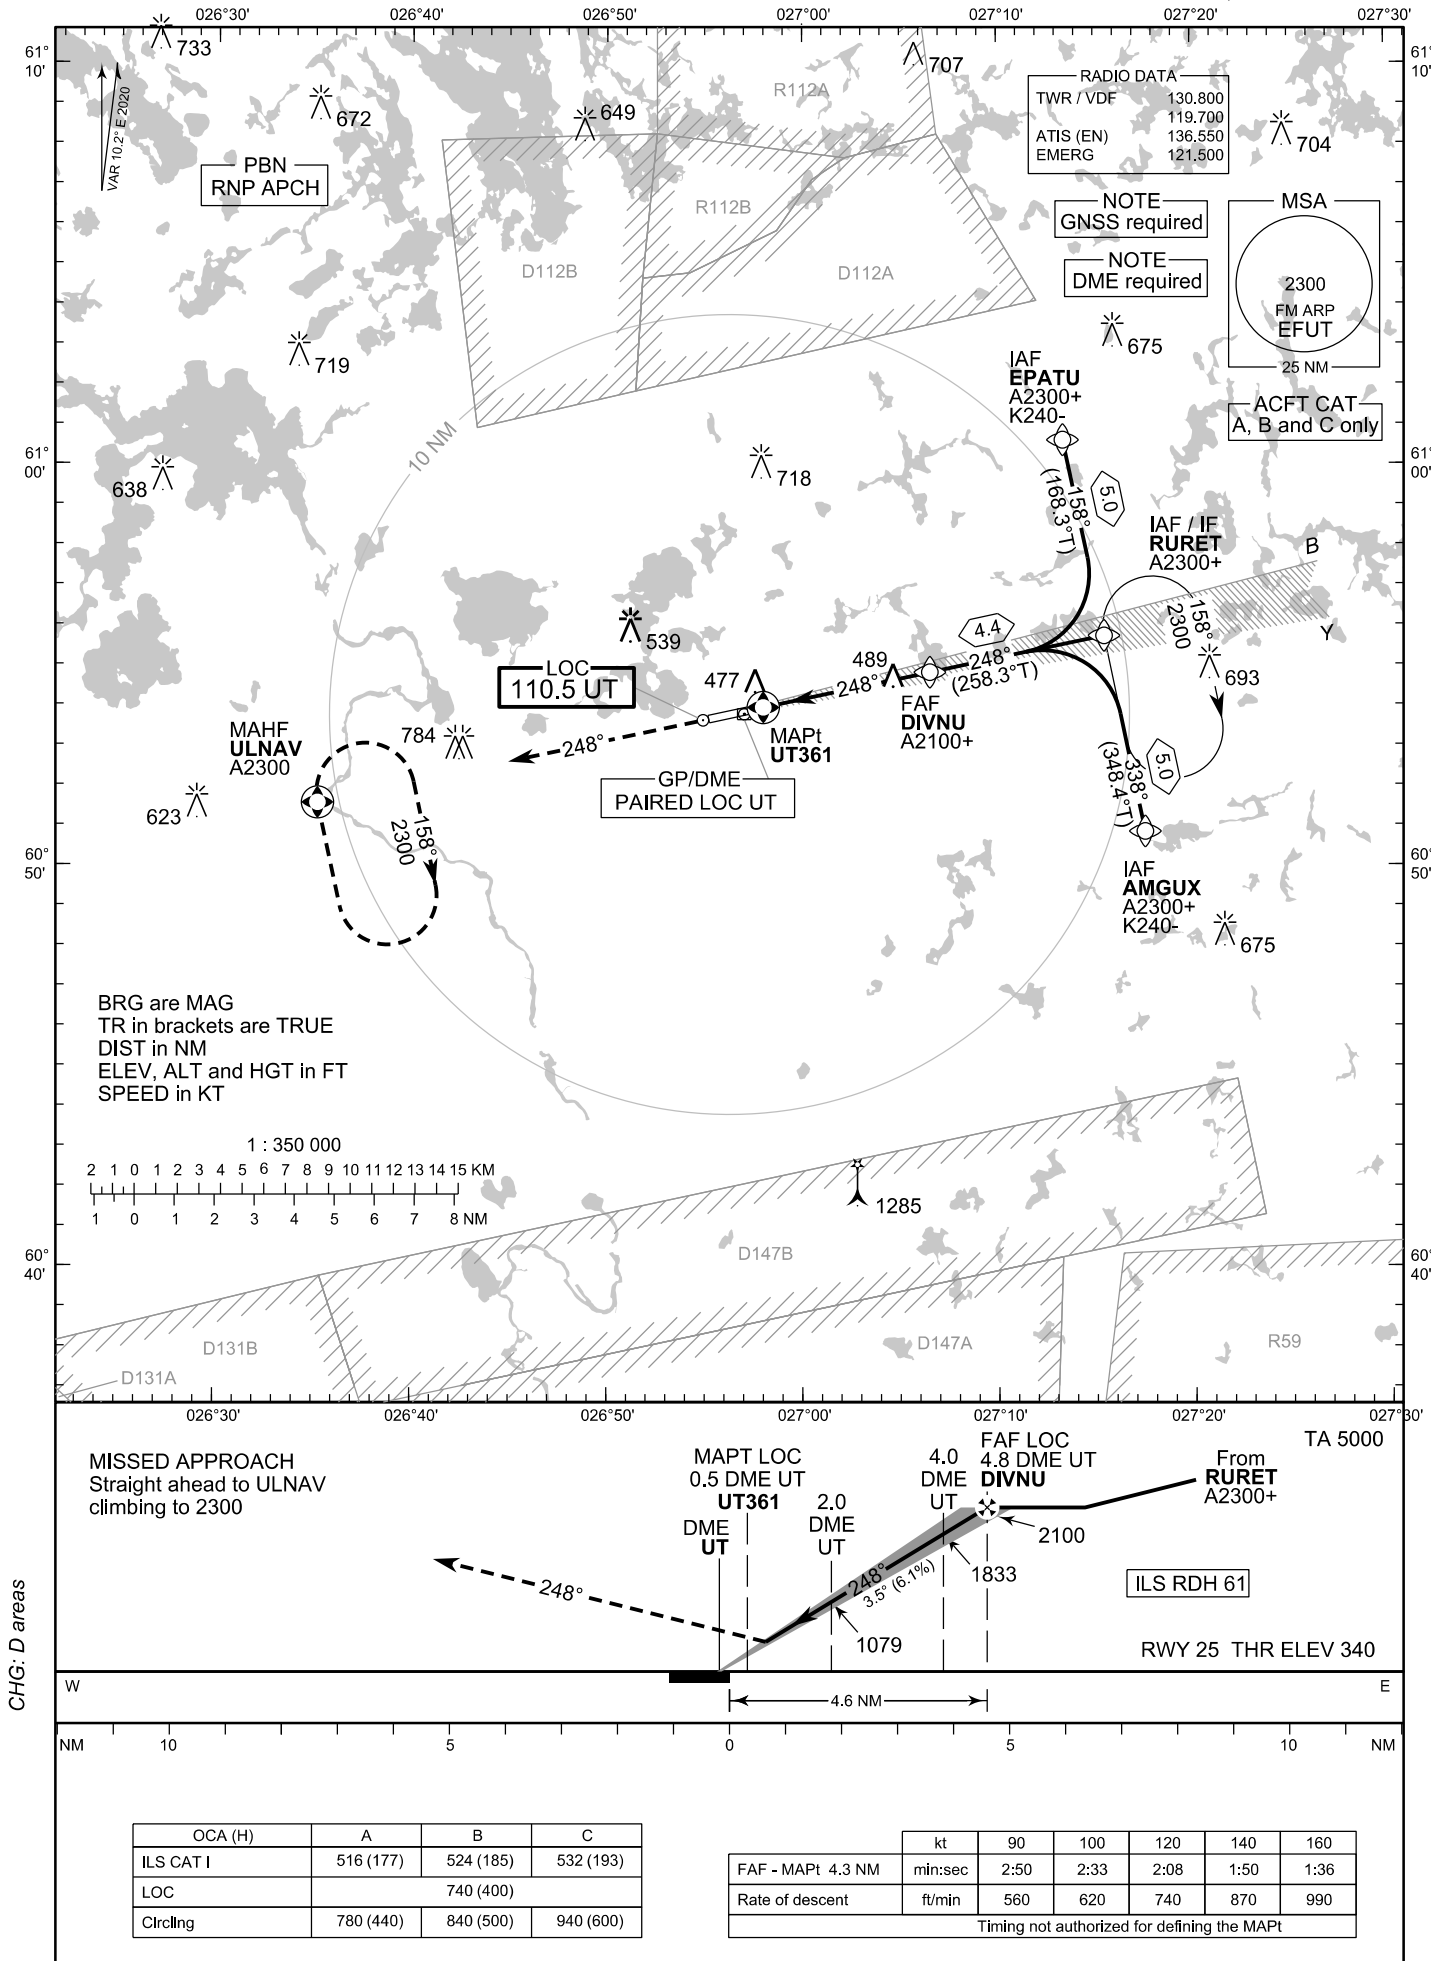 026°30'
026°40'
026°50'
027°00'
027°10'
027°20'
027°30'
61°
10'
61°
10'
VAR 10.2° E 2020
733
672
649
707
704
PBN
RNP APCH
RADIO DATA
TWR / VDF 130.800
119.700
ATIS (EN) 136.550
EMERG 121.500
R112A
R112B
D112B
D112A
NOTE
GNSS required
NOTE
DME required
MSA
2300
FM ARP
EFUT
25 NM
ACFT CAT
A, B and C only
719
675
IAF
EPATU
A2300+
K240-
10 NM
61°
00'
61°
00'
638
718
158°
(168.3°T)
5.0
IAF / IF
RURET
A2300+
B
Y
158°
2300
693
539
4.4
248°
(258.3°T)
489
477
248°
LOC
110.5 UT
FAF
DIVNU
A2100+
MAPt
UT361
248°
GP/DME
PAIRED LOC UT
MAHF
ULNAV
A2300
784
623
158°
2300
338°
(348.4°T)
5.0
60°
50'
60°
50'
IAF
AMGUX
A2300+
K240-
675
BRG are MAG
TR in brackets are TRUE
DIST in NM
ELEV, ALT and HGT in FT
SPEED in KT
1 : 350 000
2 1 0 1 2 3 4 5 6 7 8 9 10 11 12 13 14 15 KM
1 0 1 2 3 4 5 6 7 8 NM
1285
60°
40'
60°
40'
D147B
D131B
D131A
D147A
R59
026°30'
026°40'
026°50'
027°00'
027°10'
027°20'
027°30'
MISSED APPROACH
Straight ahead to ULNAV
climbing to 2300
TA 5000
MAPT LOC
0.5 DME UT
UT361
DME
UT
2.0
DME
UT
4.0
DME
UT
FAF LOC
4.8 DME UT
DIVNU
From
RURET
A2300+
2100
1833
1079
248°
3.5° (6.1%)
248°
ILS RDH 61
RWY 25 THR ELEV 340
W
E
4.6 NM
NM 10 5 0 5 10 NM
CHG: D areas
OCA (H) A B C
ILS CAT I 516 (177) 524 (185) 532 (193)
LOC 740 (400)
Circling 780 (440) 840 (500) 940 (600)
kt 90 100 120 140 160
FAF - MAPt 4.3 NM min:sec 2:50 2:33 2:08 1:50 1:36
Rate of descent ft/min 560 620 740 870 990
Timing not authorized for defining the MAPt